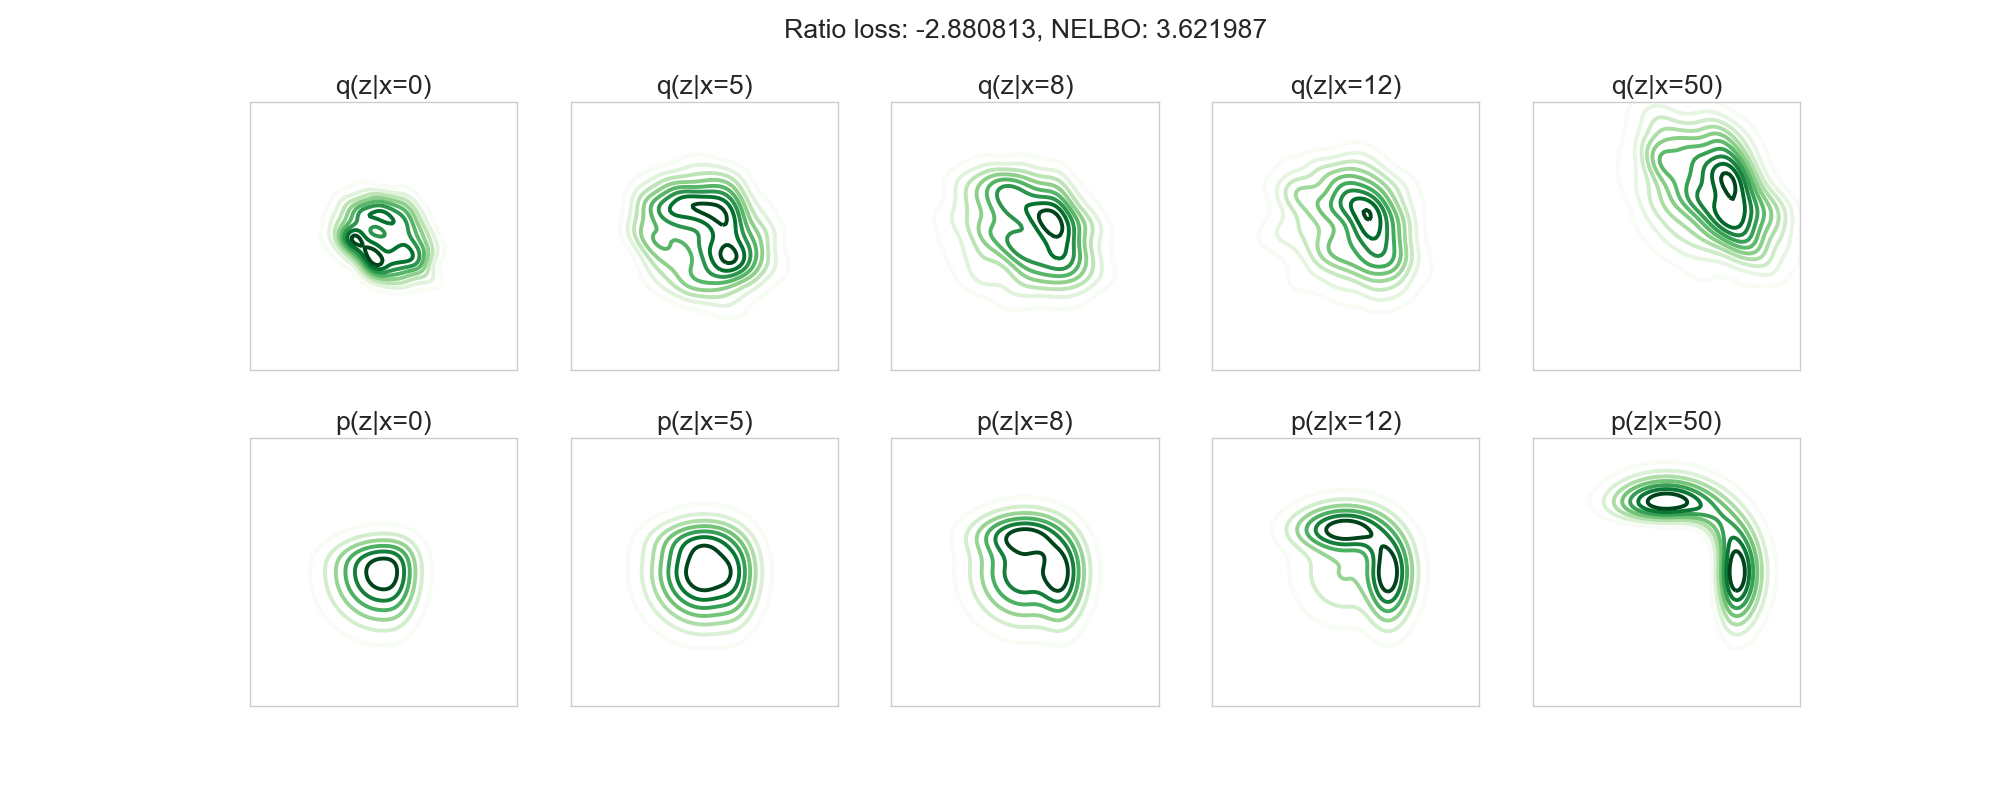 Ratio loss: -2.880813, NELBO: 3.621987
q(z|x=0) q(z|x=5) q(z|x=8) q(z|x=12) q(z|x=50)
p(z|x=0) p(z|x=5) p(z|x=8) p(z|x=12) p(z|x=50)